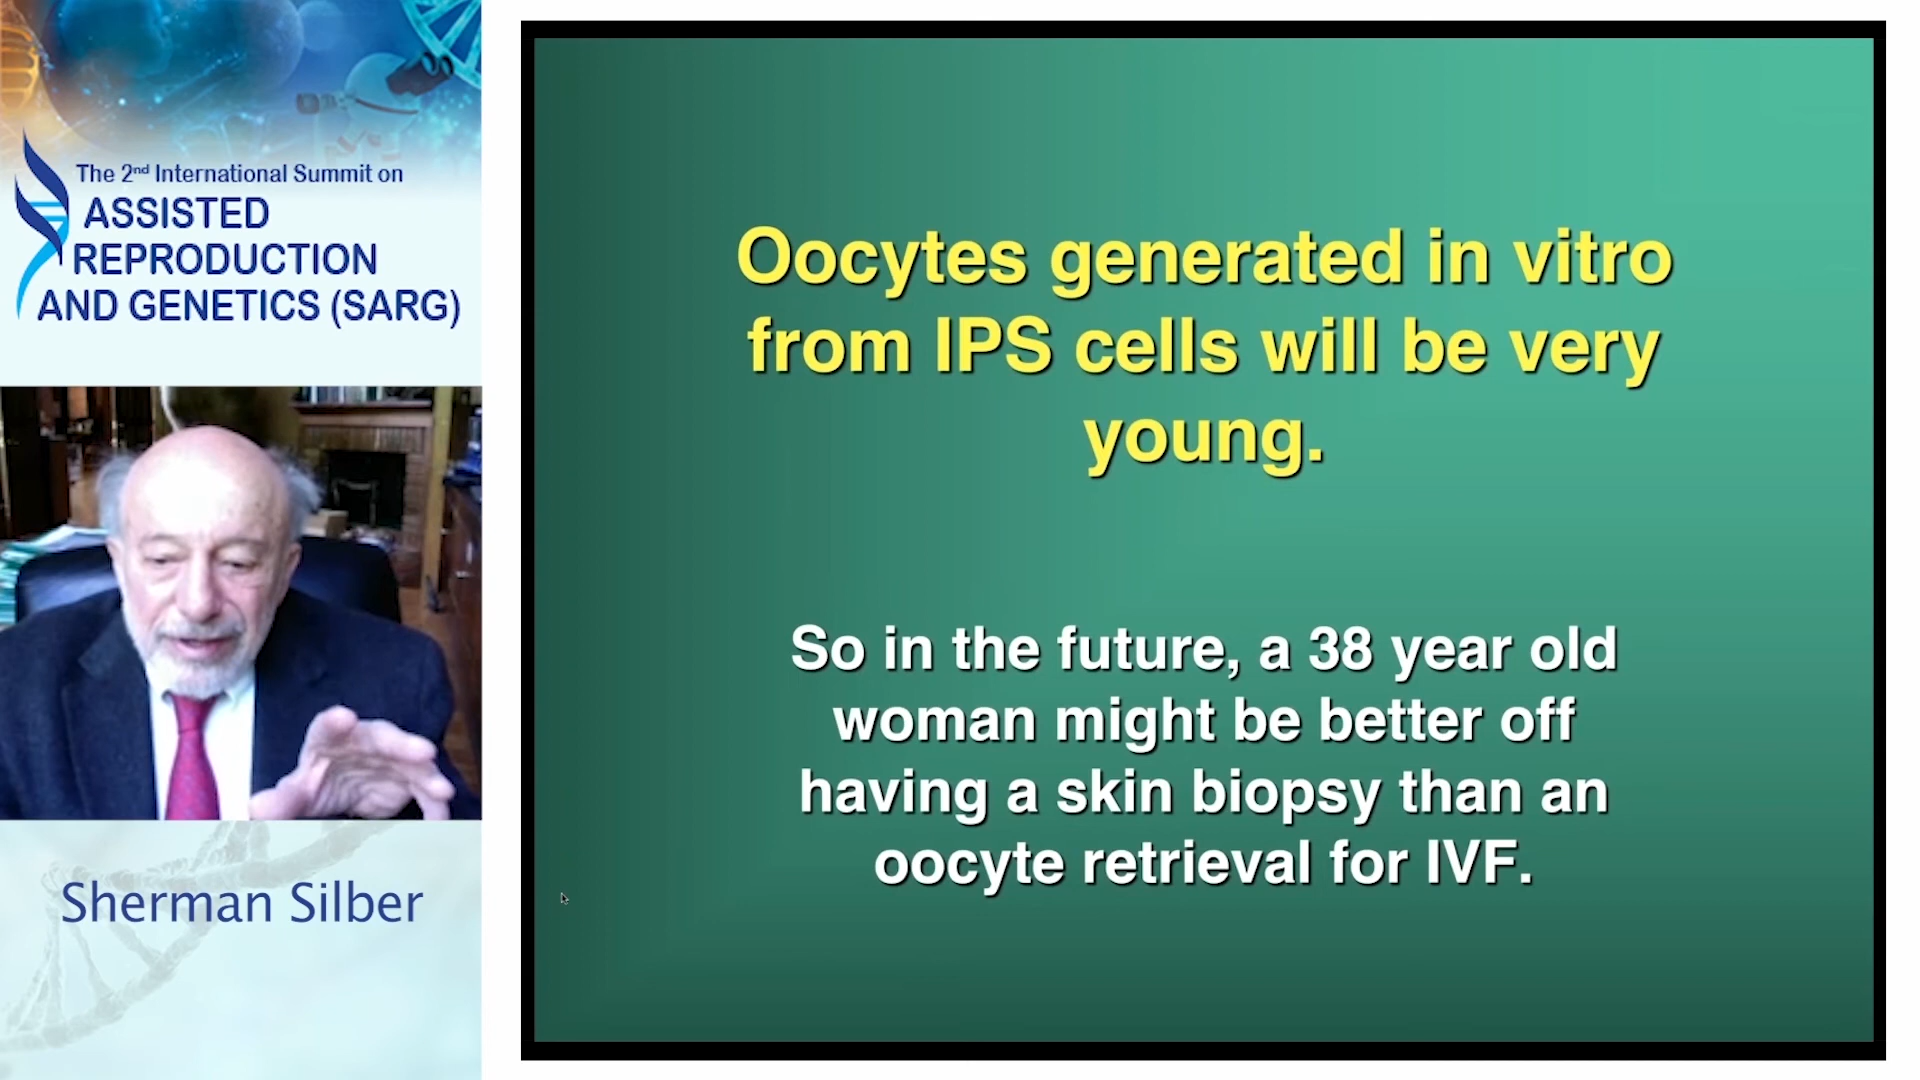 The 2nd International Summit on
ASSISTED
REPRODUCTION
AND GENETICS (SARG)
Sherman Silber
Oocytes generated in vitro
from IPS cells will be very
young.
So in the future, a 38 year old
woman might be better off
having a skin biopsy than an
oocyte retrieval for IVF.